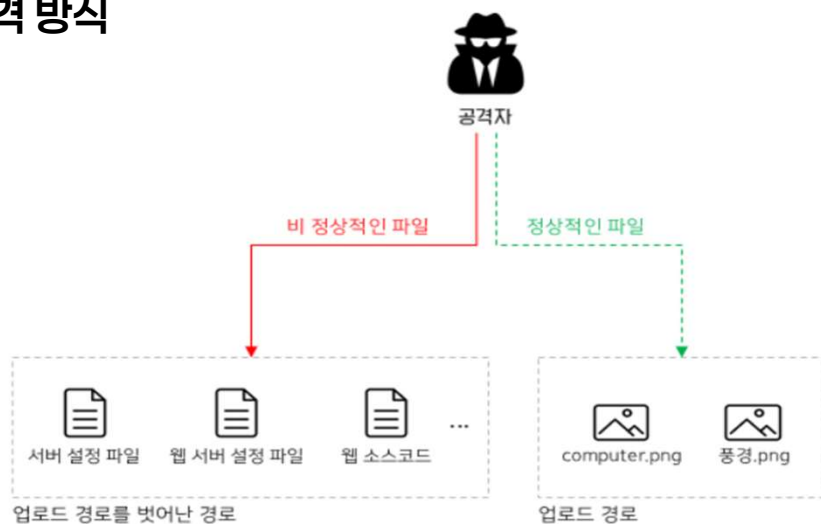 격 방식
공격자
비 정상적인 파일
정상적인 파일
서버 설정 파일
웹 서버 설정 파일
웹 소스코드
...
computer.png
풍경.png
업로드 경로를 벗어난 경로
업로드 경로